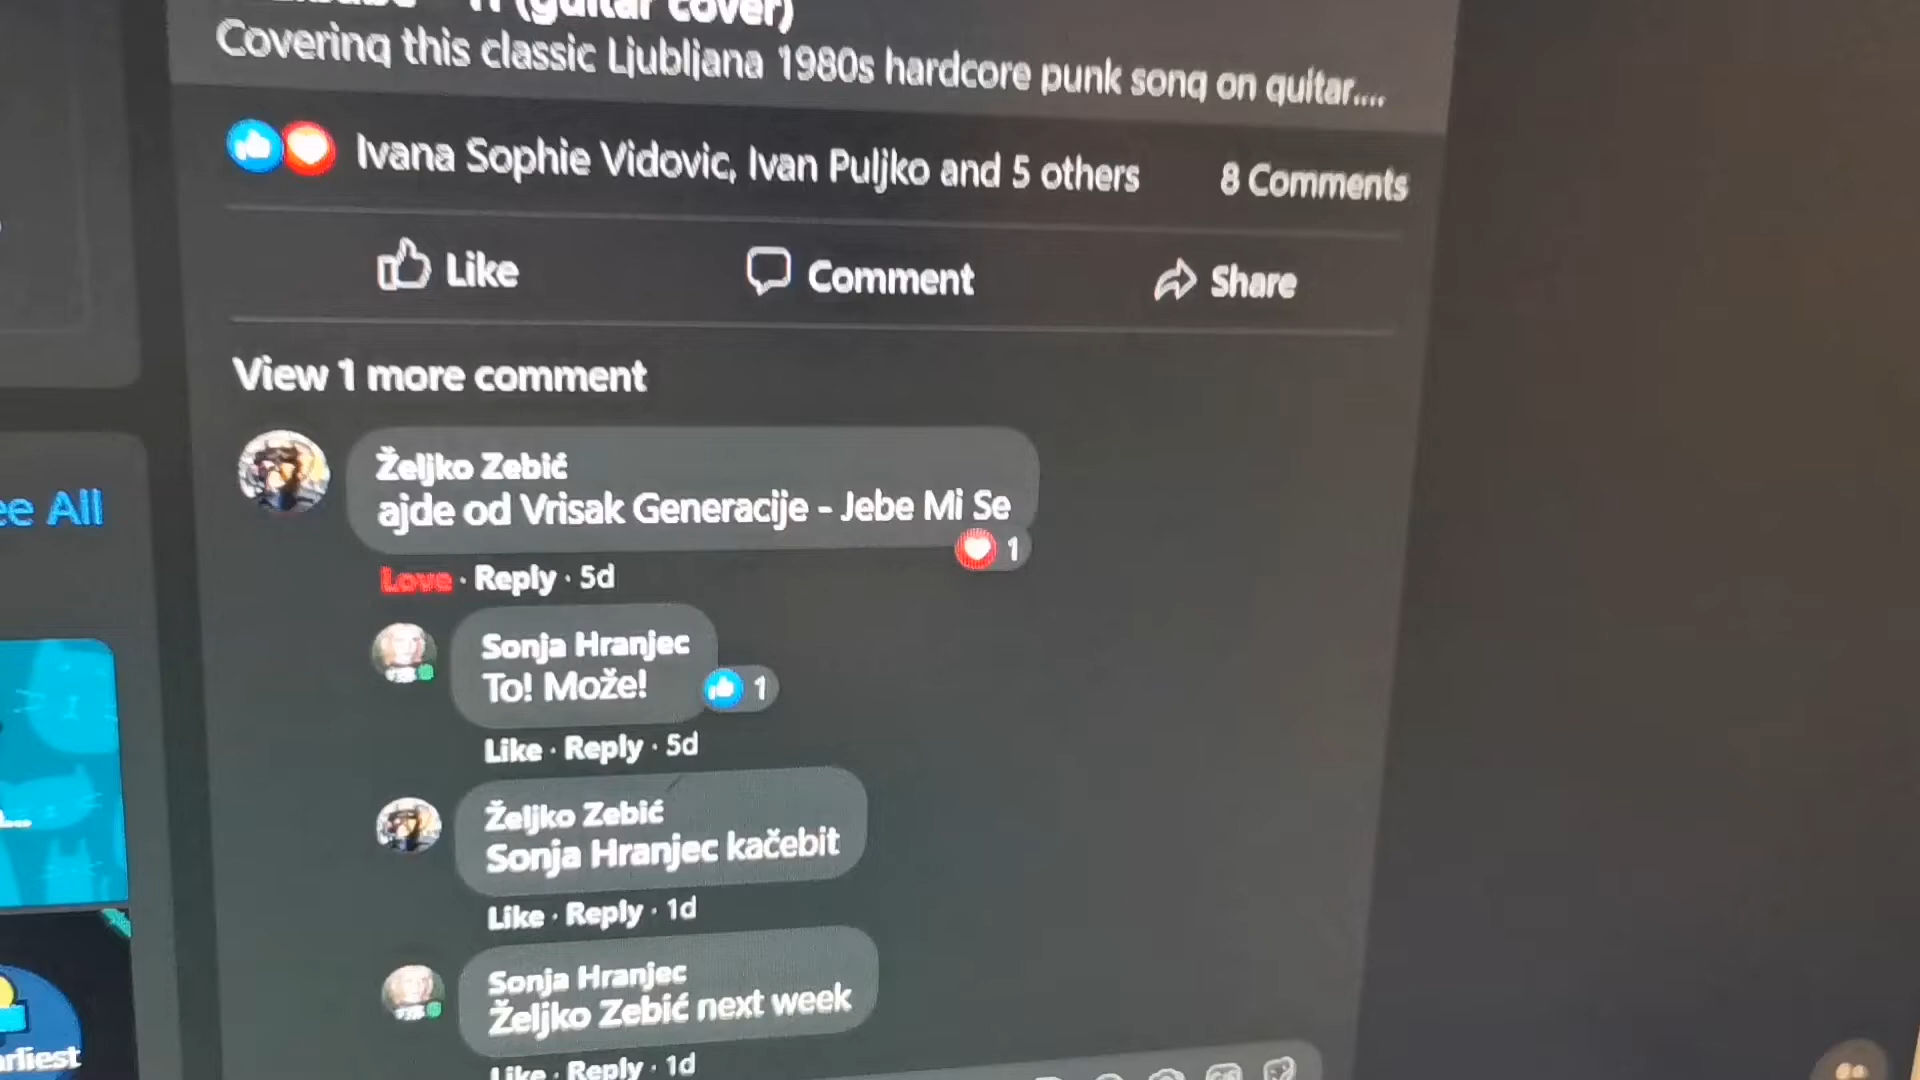 (guitar cover)
Covering this classic Ljubljana 1980s hardcore punk song on guitar....
Ivana Sophie Vidovic, Ivan Puljko and 5 others
8 Comments
Like
Comment
Share
View 1 more comment
Željko Zebić
ajde od Vrisak Generacije - Jebe Mi Se
1
Love · Reply · 5d
Sonja Hranjec
To! Može!
1
Like · Reply · 5d
Željko Zebić
Sonja Hranjec kačebit
Like · Reply · 1d
Sonja Hranjec
Željko Zebić next week
Like · Reply · 1d
All